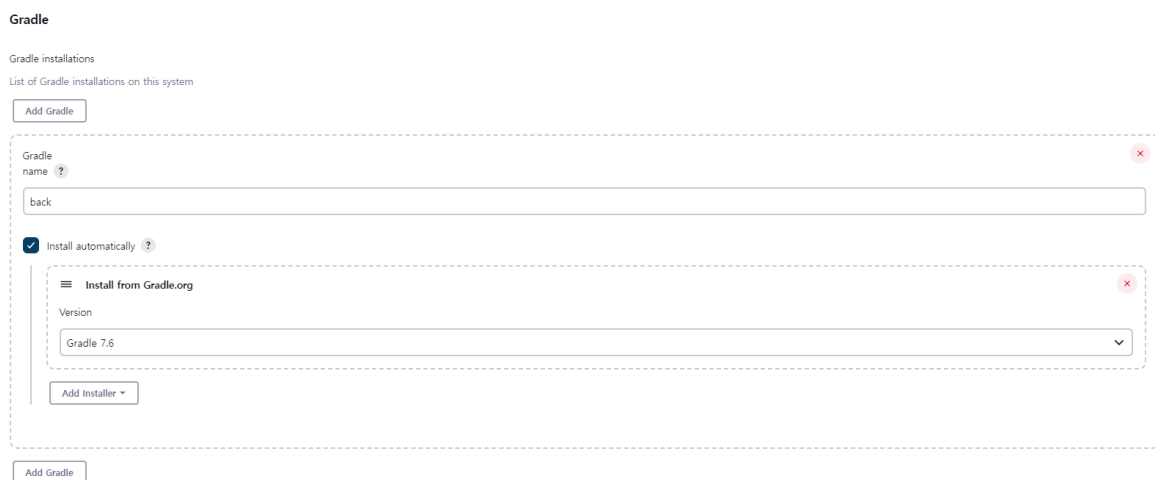 Gradle
Gradle installations
List of Gradle installations on this system
Add Gradle
Gradle
name ?
back
Install automatically ?
Install from Gradle.org
Version
Gradle 7.6
Add Installer
Add Gradle